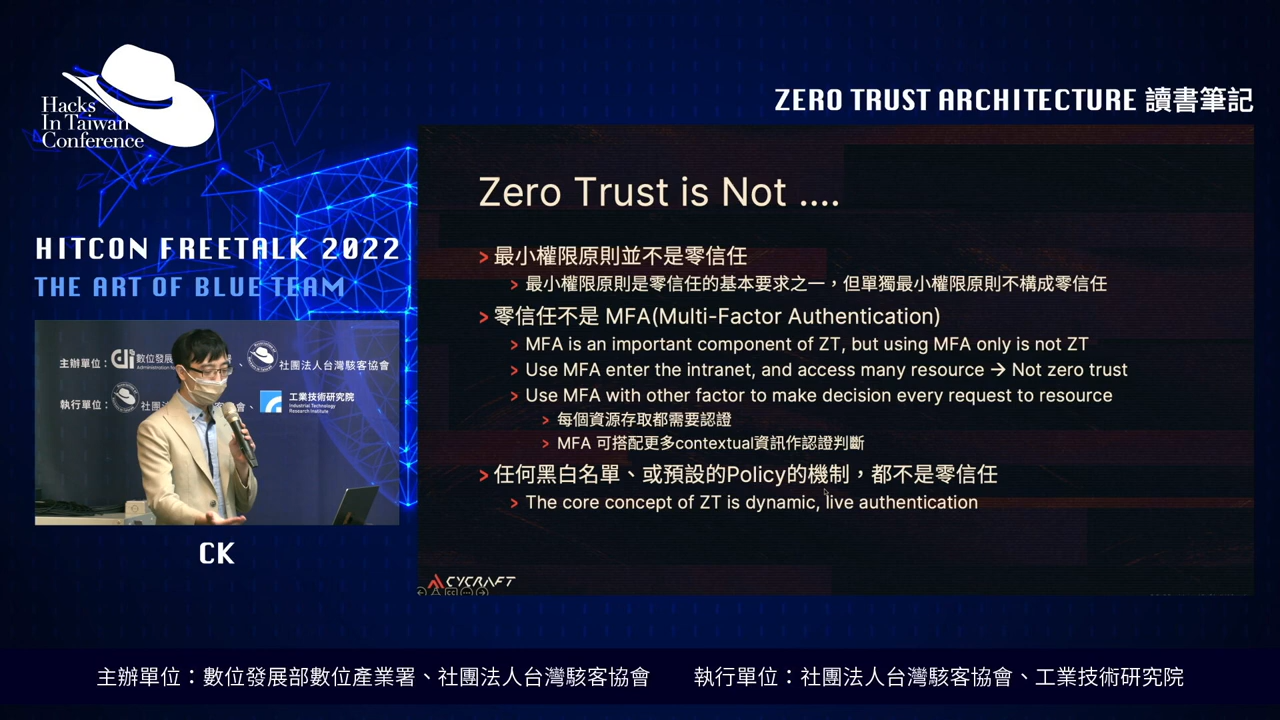 Hacks
In Taiwan
Conference
ZERO TRUST ARCHITECTURE 讀書筆記
HITCON FREETALK 2022
THE ART OF BLUE TEAM
主辦單位：
數位發展
社團法人台灣駭客協會
執行單位：
工業技術研究院
Industrial Technology
Research Institute
CK
Zero Trust is Not ....
> 最小權限原則並不是零信任
> 最小權限原則是零信任的基本要求之一，但單獨最小權限原則不構成零信任
> 零信任不是 MFA(Multi-Factor Authentication)
> MFA is an important component of ZT, but using MFA only is not ZT
> Use MFA enter the intranet, and access many resource → Not zero trust
> Use MFA with other factor to make decision every request to resource
> 每個資源存取都需要認證
> MFA 可搭配更多contextual資訊作認證判斷
> 任何黑白名單、或預設的Policy的機制，都不是零信任
> The core concept of ZT is dynamic, live authentication
CYCRAFT
主辦單位：數位發展部數位產業署、社團法人台灣駭客協會　　執行單位：社團法人台灣駭客協會、工業技術研究院